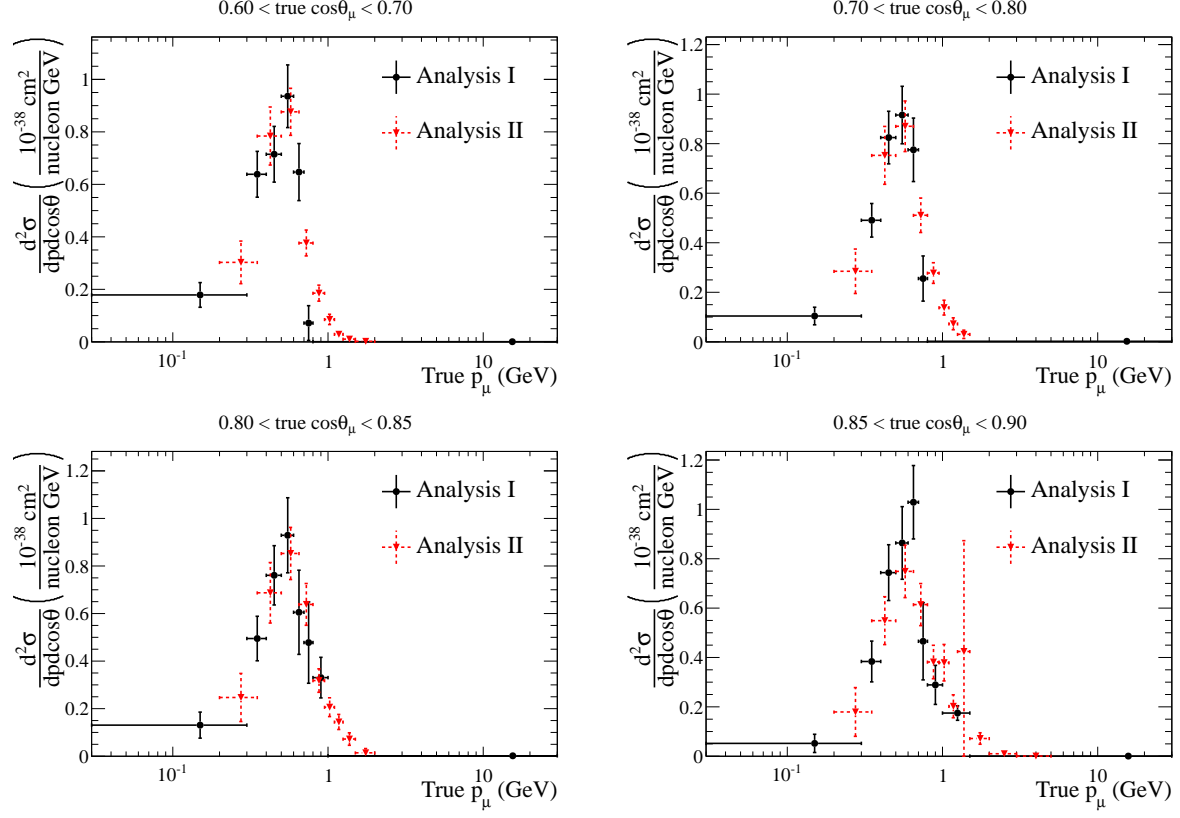 0.60 < true cosθμ < 0.70
d²σ/dpdcosθ (10⁻³⁸ cm²/nucleon GeV)
1
0.8
0.6
0.4
0.2
0
Analysis I
Analysis II
10⁻¹ 1 10
True pμ (GeV)
0.70 < true cosθμ < 0.80
d²σ/dpdcosθ (10⁻³⁸ cm²/nucleon GeV)
1.2
1
0.8
0.6
0.4
0.2
0
Analysis I
Analysis II
10⁻¹ 1 10
True pμ (GeV)
0.80 < true cosθμ < 0.85
d²σ/dpdcosθ (10⁻³⁸ cm²/nucleon GeV)
1.2
1
0.8
0.6
0.4
0.2
0
Analysis I
Analysis II
10⁻¹ 1 10
True pμ (GeV)
0.85 < true cosθμ < 0.90
d²σ/dpdcosθ (10⁻³⁸ cm²/nucleon GeV)
1.2
1
0.8
0.6
0.4
0.2
0
Analysis I
Analysis II
10⁻¹ 1 10
True pμ (GeV)